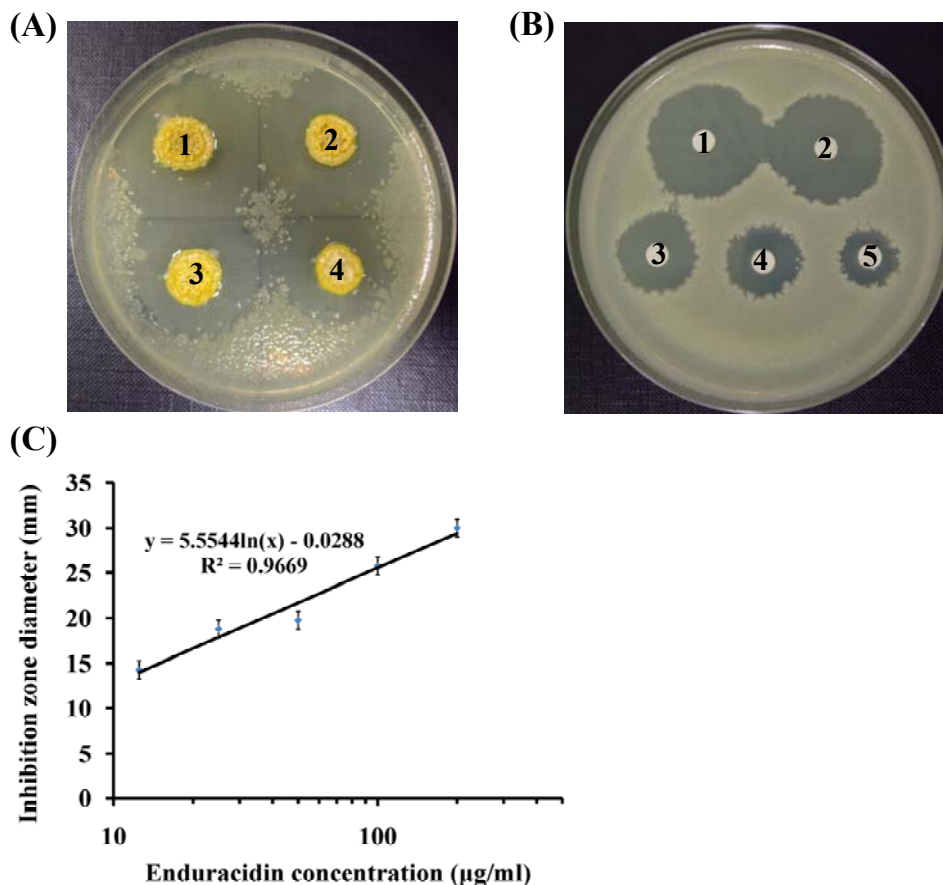 (A)
(B)
1
2
3
4
1
2
3
4
5
(C)
Inhibition zone diameter (mm)
35
30
25
20
15
10
5
0
y = 5.5544ln(x) - 0.0288
R² = 0.9669
10
100
Enduracidin concentration (µg/ml)